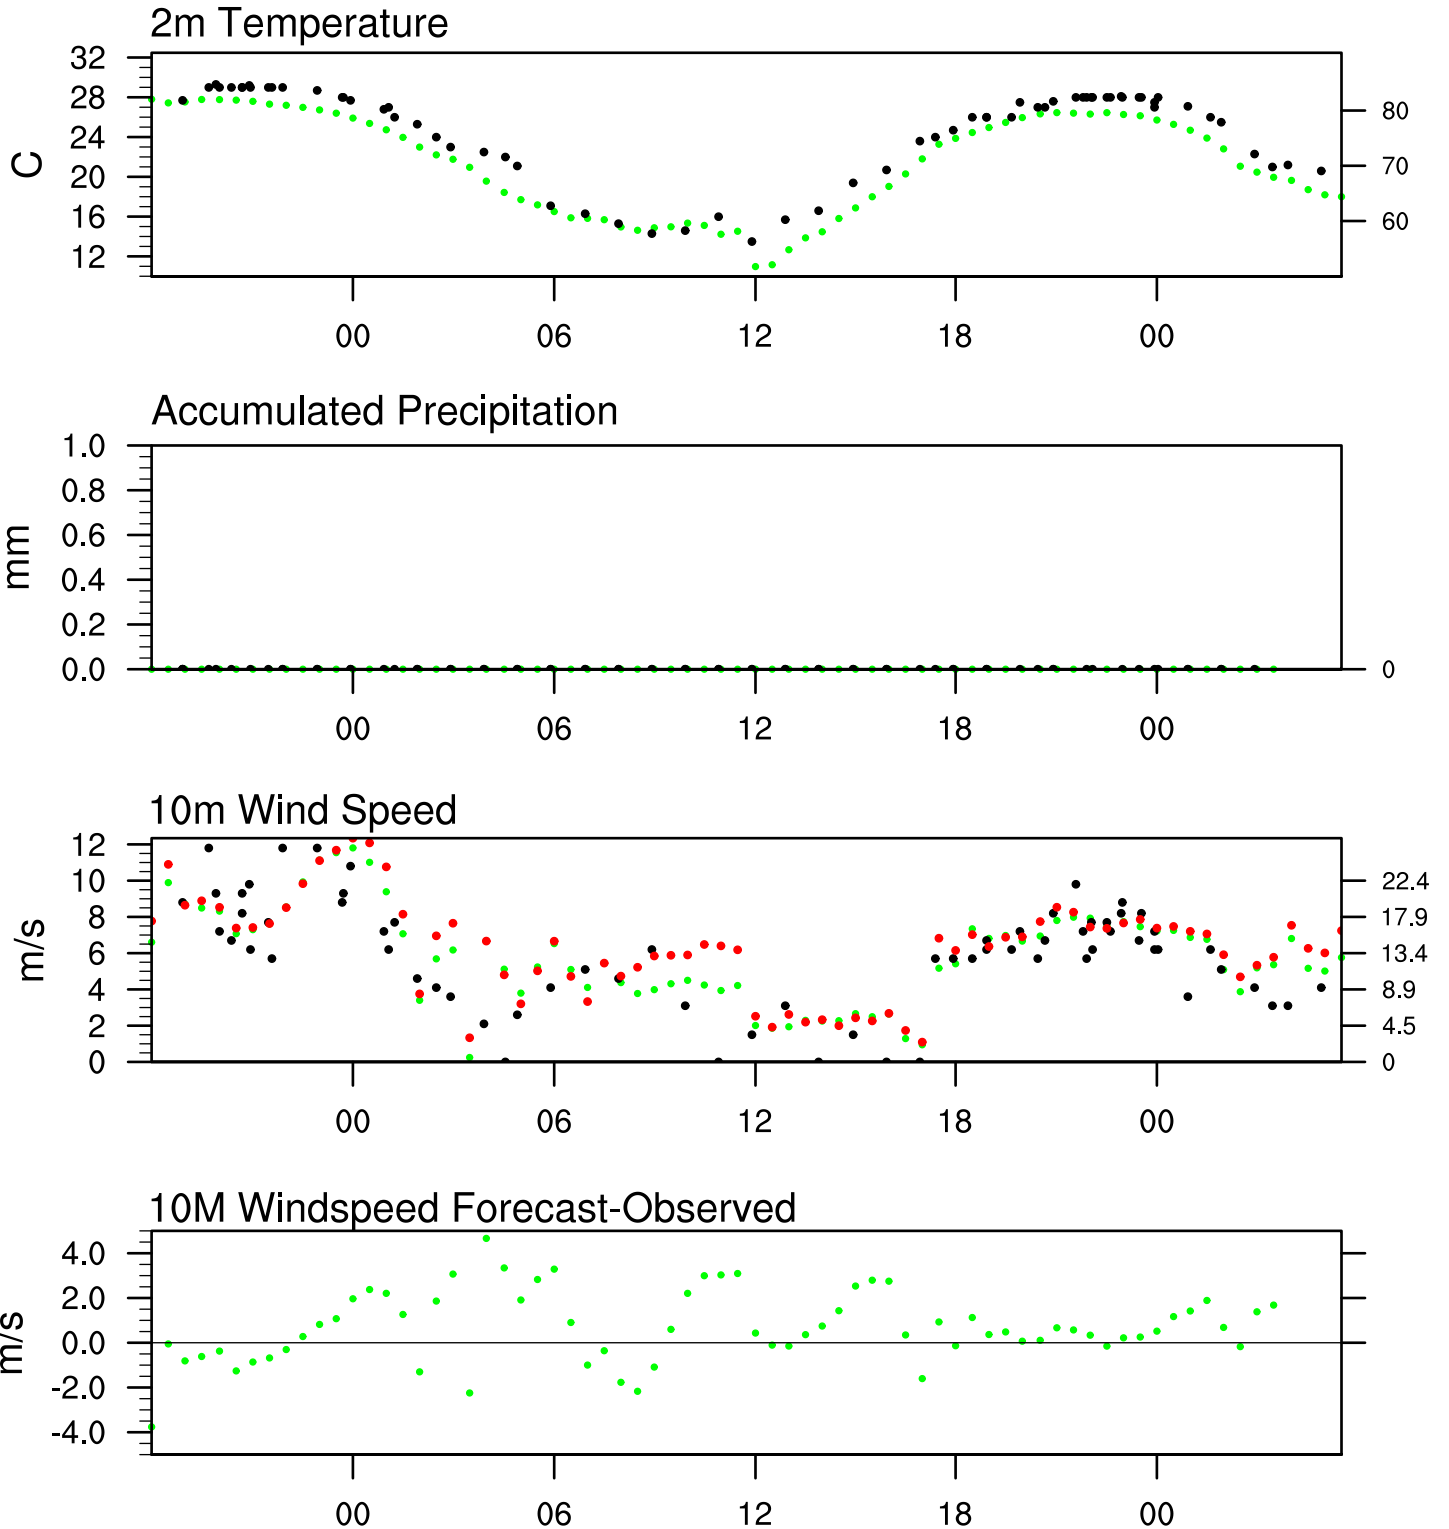 2m Temperature
32
28
24
20
16
12
C
80
70
60
00 06 12 18 00
Accumulated Precipitation
1.0
0.8
0.6
0.4
0.2
0.0
mm
0
00 06 12 18 00
10m Wind Speed
12
10
8
6
4
2
0
m/s
22.4
17.9
13.4
8.9
4.5
0
00 06 12 18 00
10M Windspeed Forecast-Observed
4.0
2.0
0.0
-2.0
-4.0
m/s
00 06 12 18 00